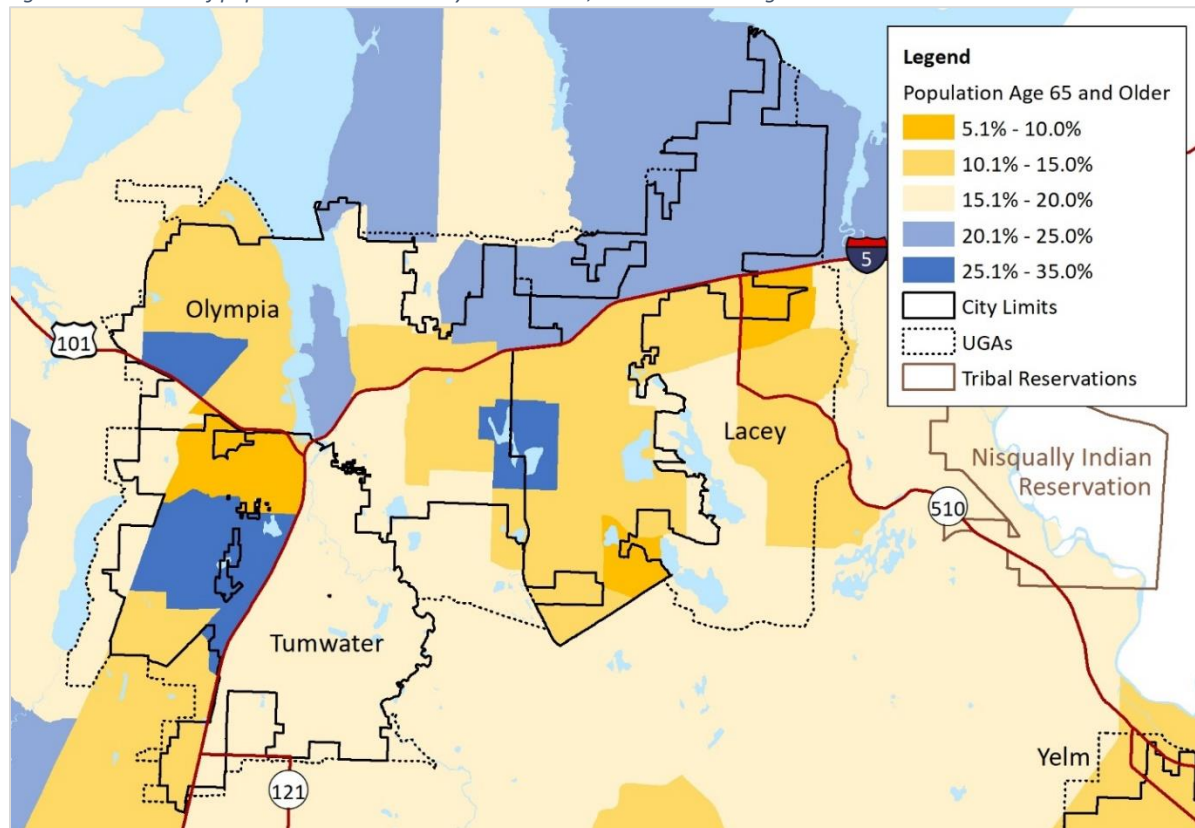 Legend
Population Age 65 and Older
5.1% - 10.0%
10.1% - 15.0%
15.1% - 20.0%
20.1% - 25.0%
25.1% - 35.0%
City Limits
UGAs
Tribal Reservations
5
Olympia
101
Lacey
Nisqually Indian
Reservation
510
Tumwater
Yelm
121